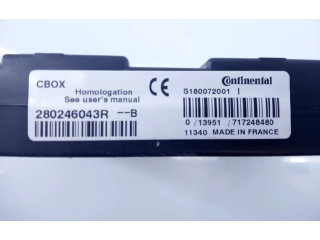 CBOX
Homologation
See user's manual
280246043R --B
CE
Continental
S180072001 I
0 /13951 /717248480
11340 MADE IN FRANCE